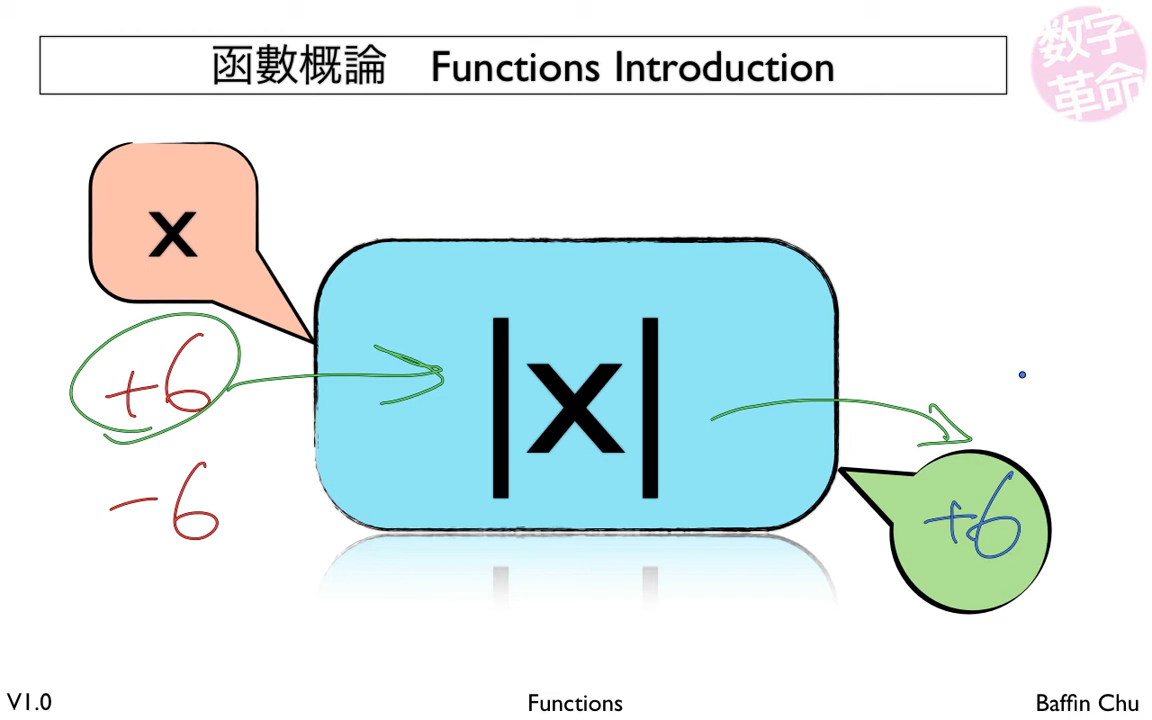 函數概論 Functions Introduction
数字
革命
x
+6
-6
|x|
+6
V1.0
Functions
Baffin Chu